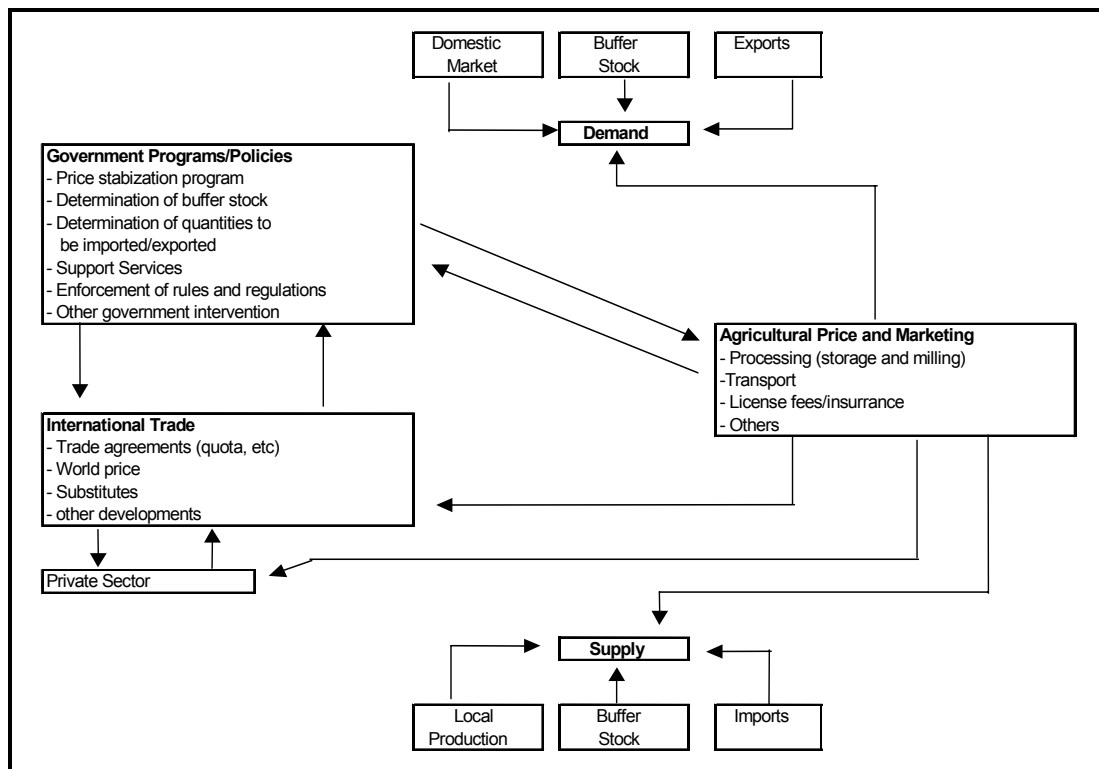 Domestic
Market
Buffer
Stock
Exports
Demand
Government Programs/Policies
- Price stabization program
- Determination of buffer stock
- Determination of quantities to
be imported/exported
- Support Services
- Enforcement of rules and regulations
- Other government intervention
Agricultural Price and Marketing
- Processing (storage and milling)
-Transport
- License fees/insurrance
- Others
International Trade
- Trade agreements (quota, etc)
- World price
- Substitutes
- other developments
Private Sector
Supply
Local
Production
Buffer
Stock
Imports